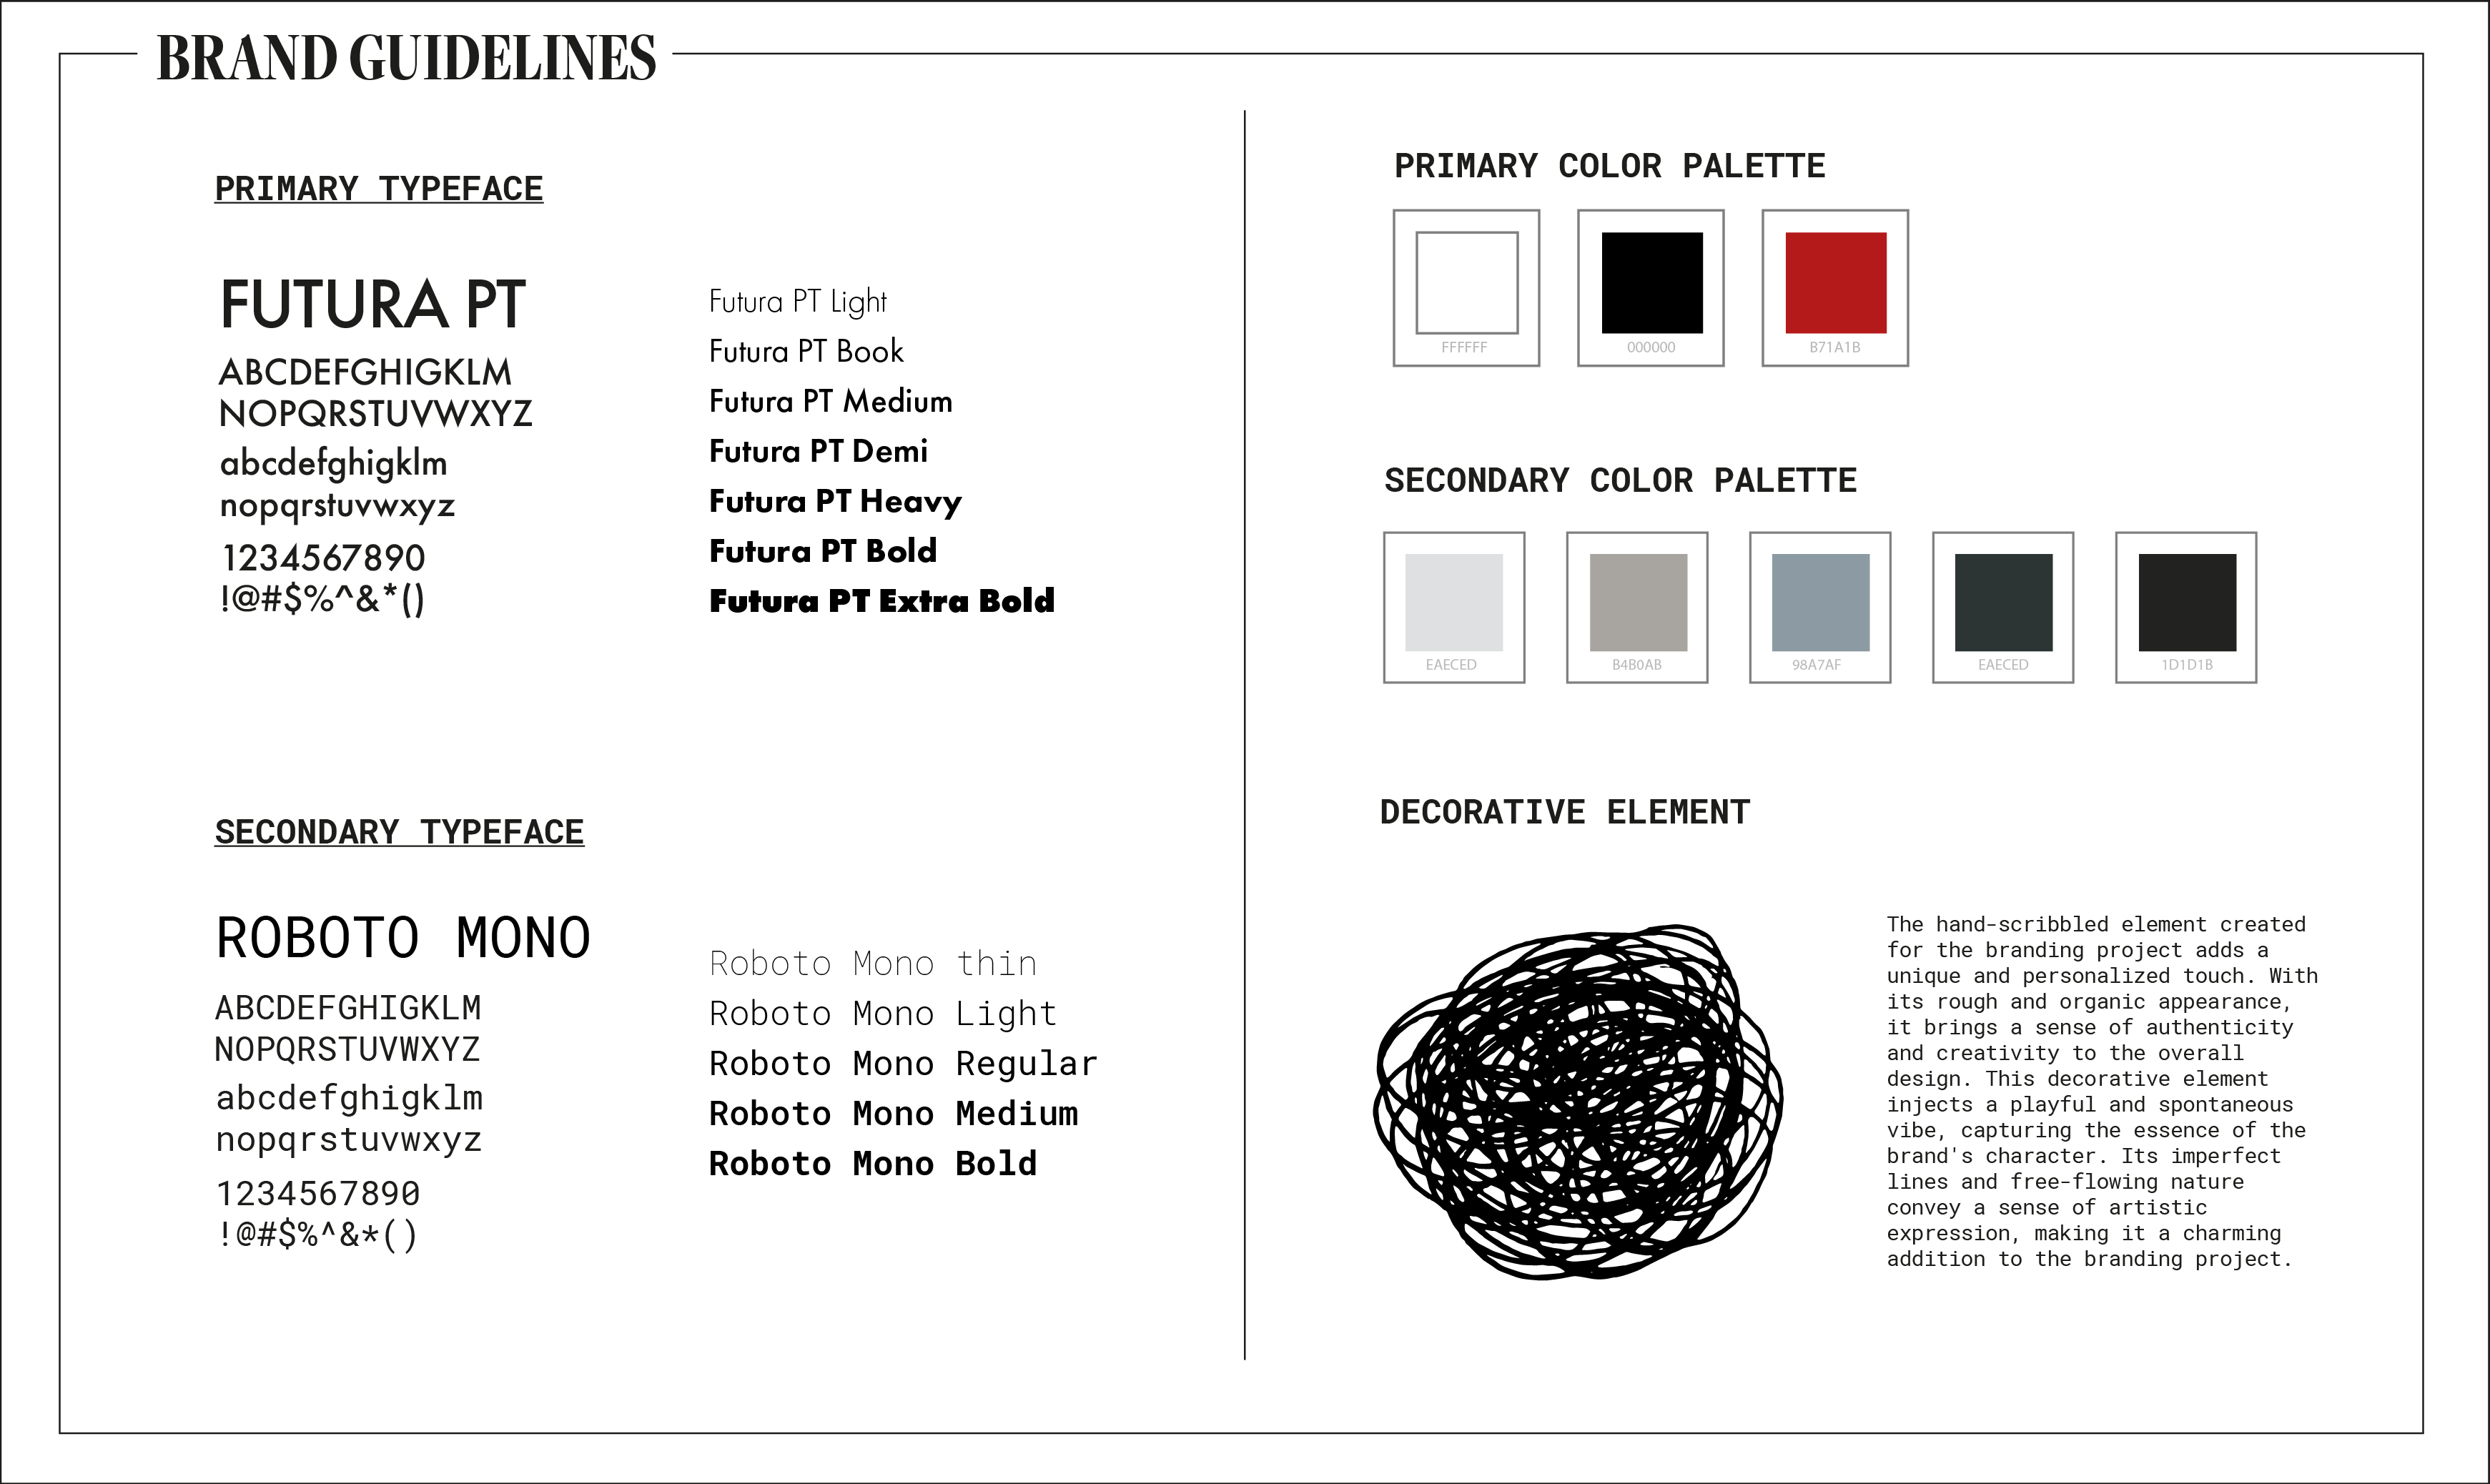 BRAND GUIDELINES
PRIMARY TYPEFACE
FUTURA PT
ABCDEFGHIGKLM
NOPQRSTUVWXYZ
abcdefghigklm
nopqrstuvwxyz
1234567890
!@#$%^&*()
Futura PT Light
Futura PT Book
Futura PT Medium
Futura PT Demi
Futura PT Heavy
Futura PT Bold
Futura PT Extra Bold
SECONDARY TYPEFACE
ROBOTO MONO
ABCDEFGHIGKLM
NOPQRSTUVWXYZ
abcdefghigklm
nopqrstuvwxyz
1234567890
!@#$%^&*()
Roboto Mono thin
Roboto Mono Light
Roboto Mono Regular
Roboto Mono Medium
Roboto Mono Bold
PRIMARY COLOR PALETTE
FFFFFF
000000
B71A1B
SECONDARY COLOR PALETTE
EAECED
B4B0AB
98A7AF
EAECED
1D1D1B
DECORATIVE ELEMENT
The hand-scribbled element created
for the branding project adds a
unique and personalized touch. With
its rough and organic appearance,
it brings a sense of authenticity
and creativity to the overall
design. This decorative element
injects a playful and spontaneous
vibe, capturing the essence of the
brand's character. Its imperfect
lines and free-flowing nature
convey a sense of artistic
expression, making it a charming
addition to the branding project.